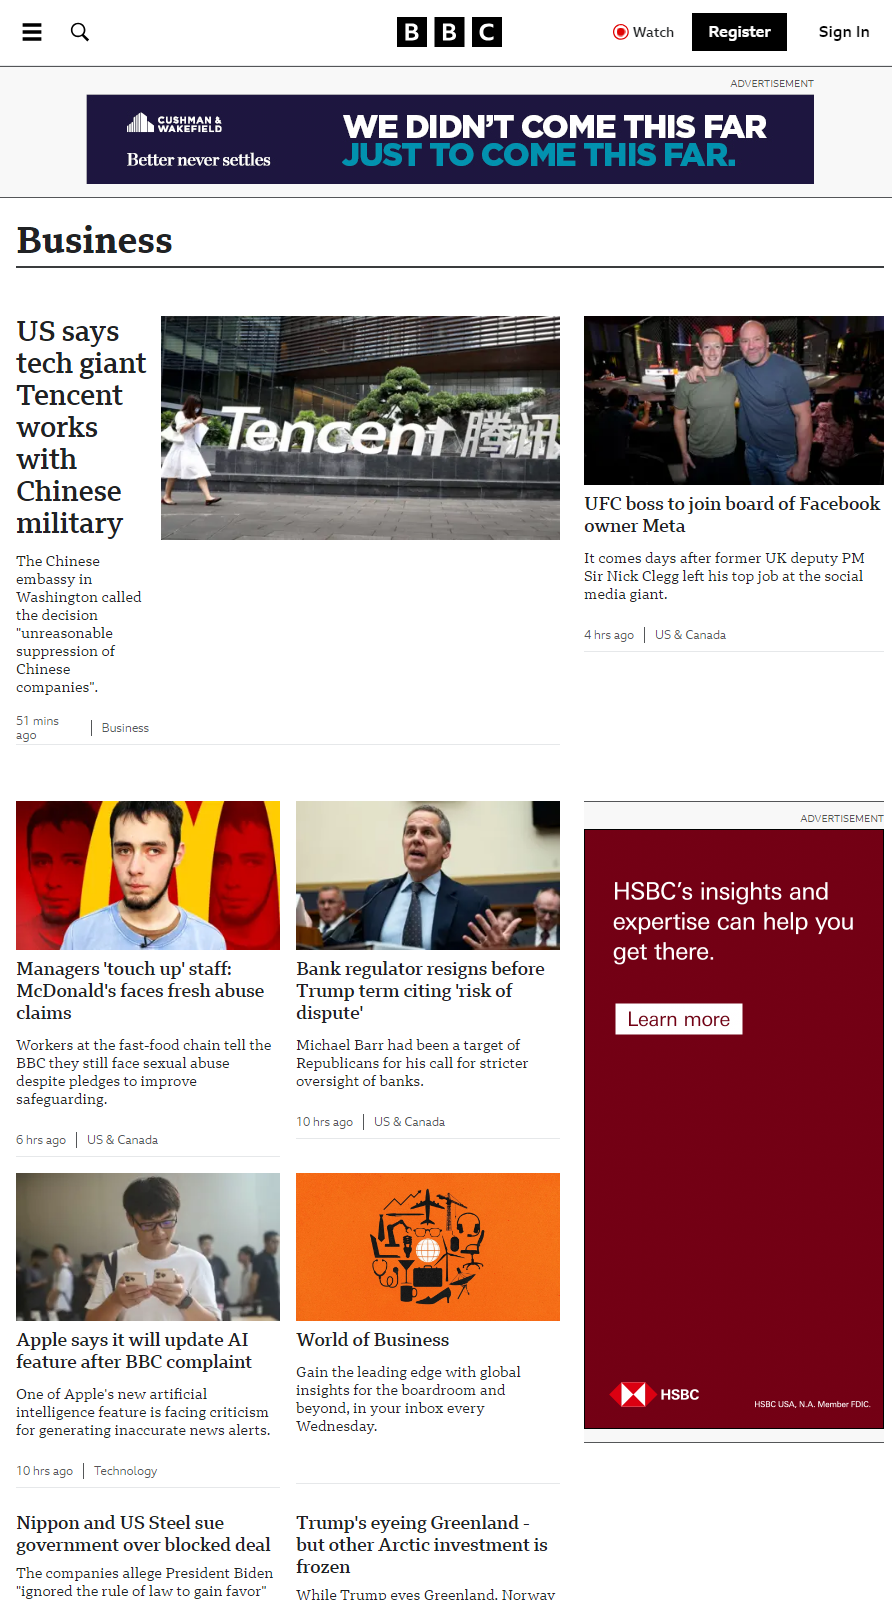 BBC
Watch
Register
Sign In
ADVERTISEMENT
CUSHMAN &
WAKEFIELD
Better never settles
WE DIDN'T COME THIS FAR
JUST TO COME THIS FAR.
Business
US says
tech giant
Tencent
works
with
Chinese
military
The Chinese
embassy in
Washington called
the decision
"unreasonable
suppression of
Chinese
companies".
51 mins
ago
Business
Tencent 腾讯
UFC boss to join board of Facebook
owner Meta
It comes days after former UK deputy PM
Sir Nick Clegg left his top job at the social
media giant.
4 hrs ago
US & Canada
Managers 'touch up' staff:
McDonald's faces fresh abuse
claims
Workers at the fast-food chain tell the
BBC they still face sexual abuse
despite pledges to improve
safeguarding.
6 hrs ago
US & Canada
Bank regulator resigns before
Trump term citing 'risk of
dispute'
Michael Barr had been a target of
Republicans for his call for stricter
oversight of banks.
10 hrs ago
US & Canada
ADVERTISEMENT
HSBC's insights and
expertise can help you
get there.
Learn more
HSBC
HSBC USA, N.A. Member FDIC.
Apple says it will update AI
feature after BBC complaint
One of Apple's new artificial
intelligence feature is facing criticism
for generating inaccurate news alerts.
10 hrs ago
Technology
World of Business
Gain the leading edge with global
insights for the boardroom and
beyond, in your inbox every
Wednesday.
Nippon and US Steel sue
government over blocked deal
The companies allege President Biden
"ignored the rule of law to gain favor"
Trump's eyeing Greenland -
but other Arctic investment is
frozen
While Trump eyes Greenland, Norway